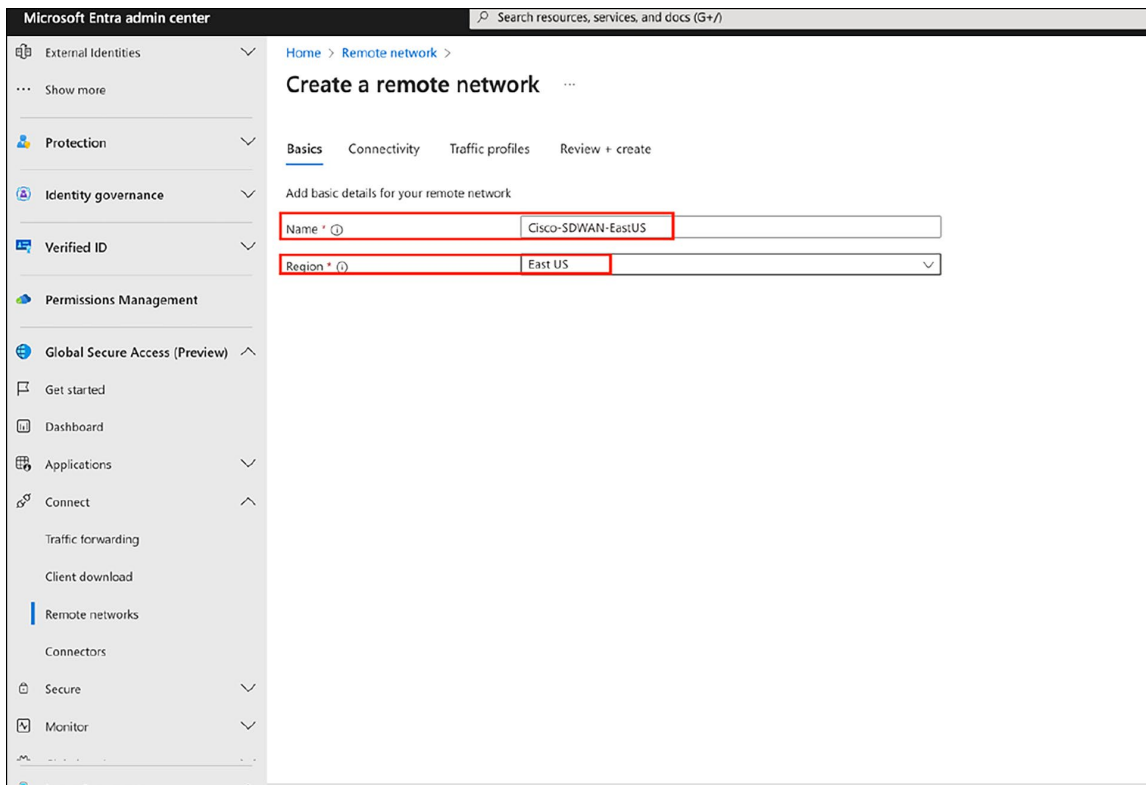 Microsoft Entra admin center
Search resources, services, and docs (G+/)
External Identities
Show more
Protection
Identity governance
Verified ID
Permissions Management
Global Secure Access (Preview)
Get started
Dashboard
Applications
Connect
Traffic forwarding
Client download
Remote networks
Connectors
Secure
Monitor
Home > Remote network >
Create a remote network ...
Basics Connectivity Traffic profiles Review + create
Add basic details for your remote network
Name * Cisco-SDWAN-EastUS
Region * East US